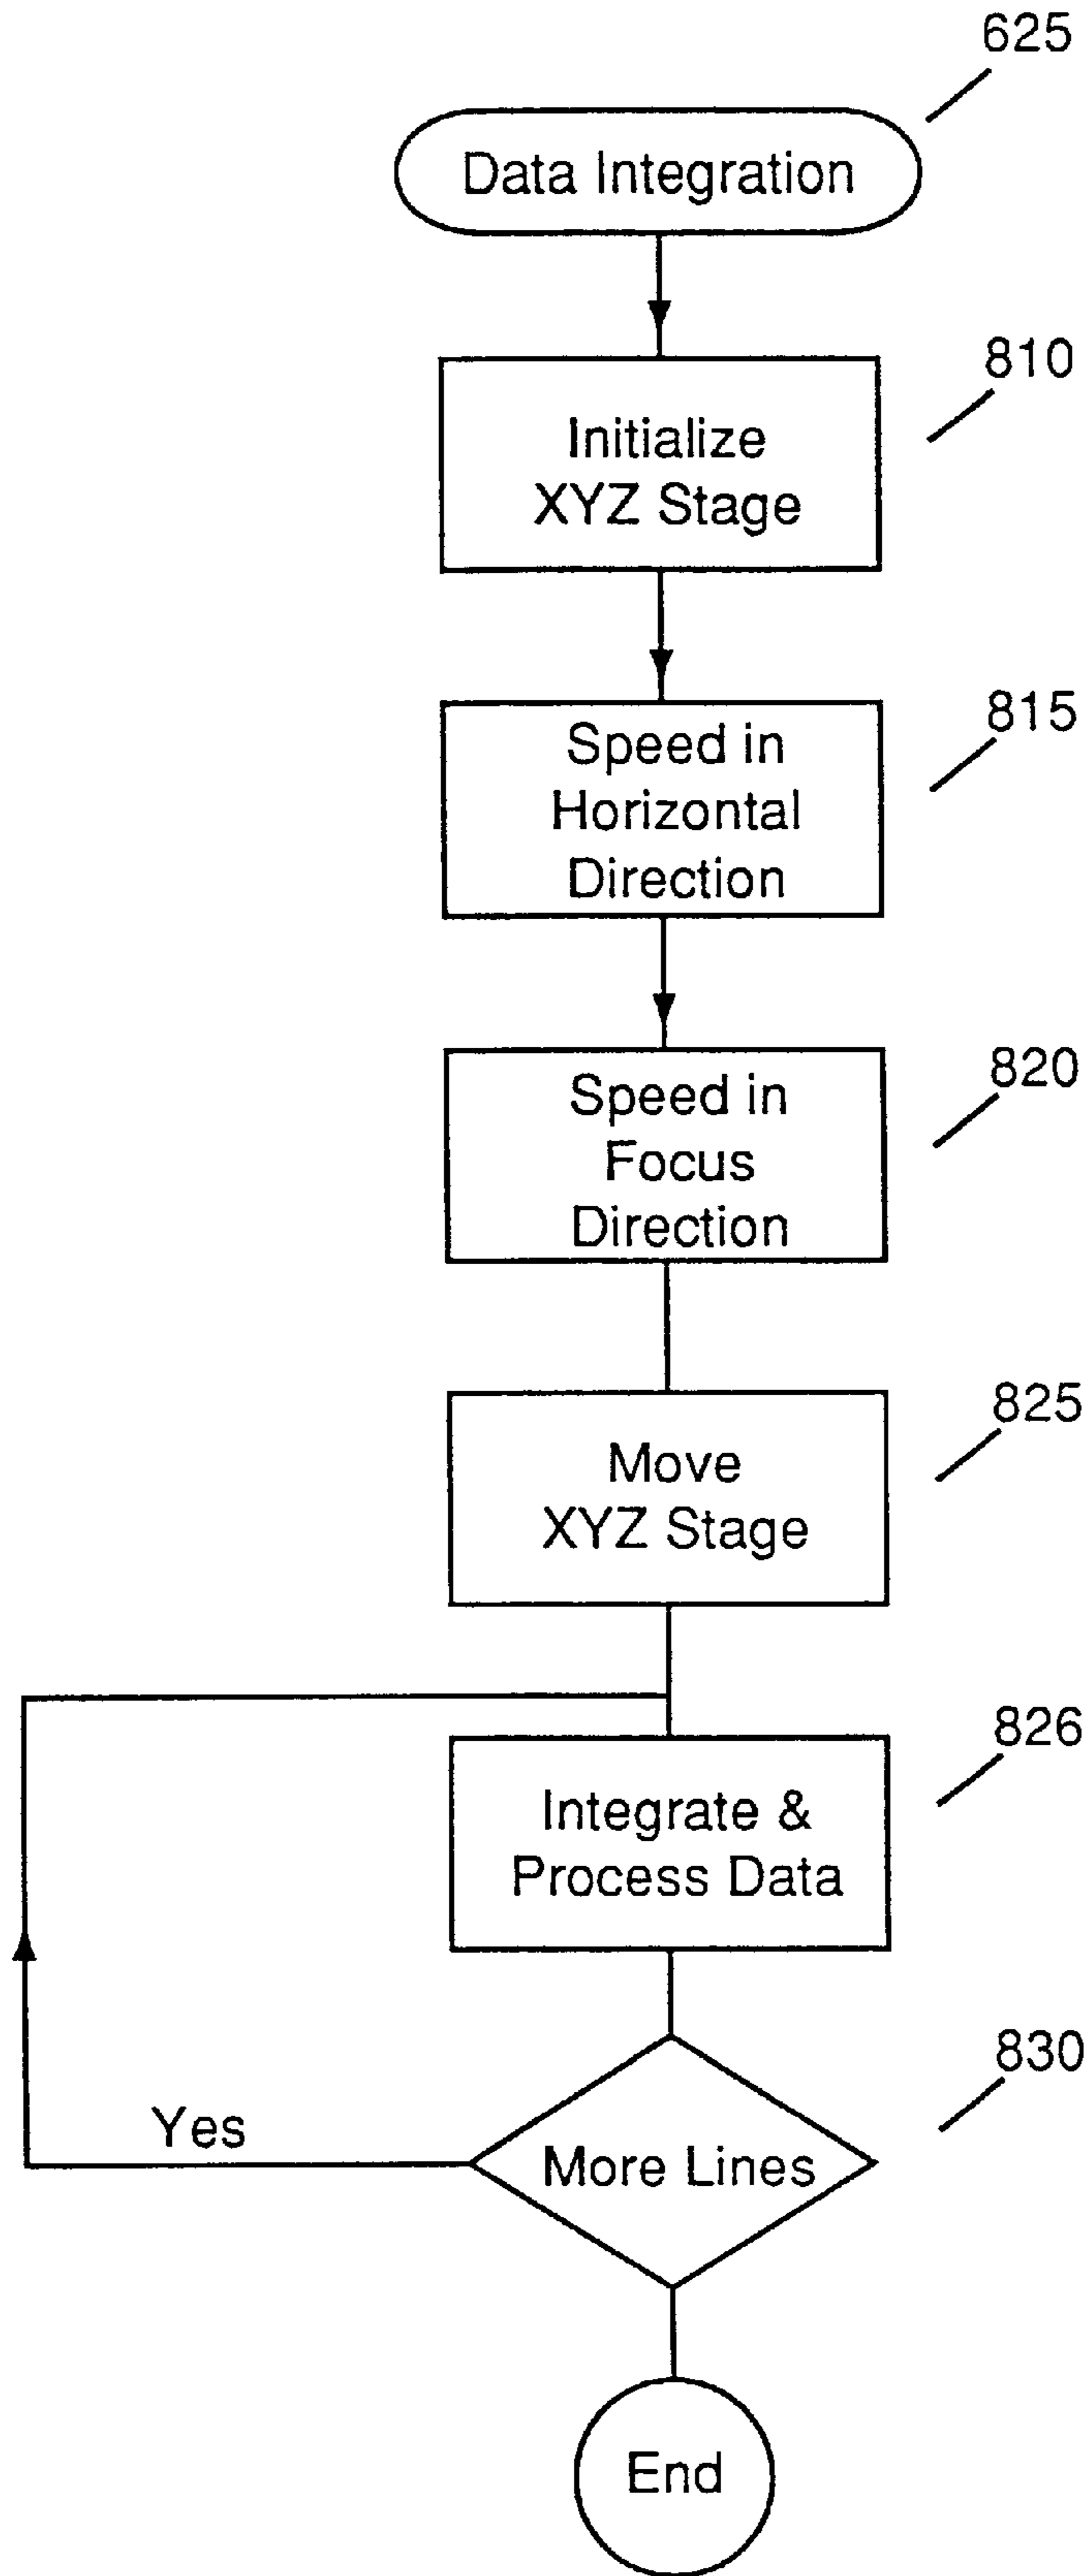 625
Data Integration
810
Initialize
XYZ Stage
815
Speed in
Horizontal
Direction
820
Speed in
Focus
Direction
825
Move
XYZ Stage
826
Integrate &
Process Data
830
Yes
More Lines
End